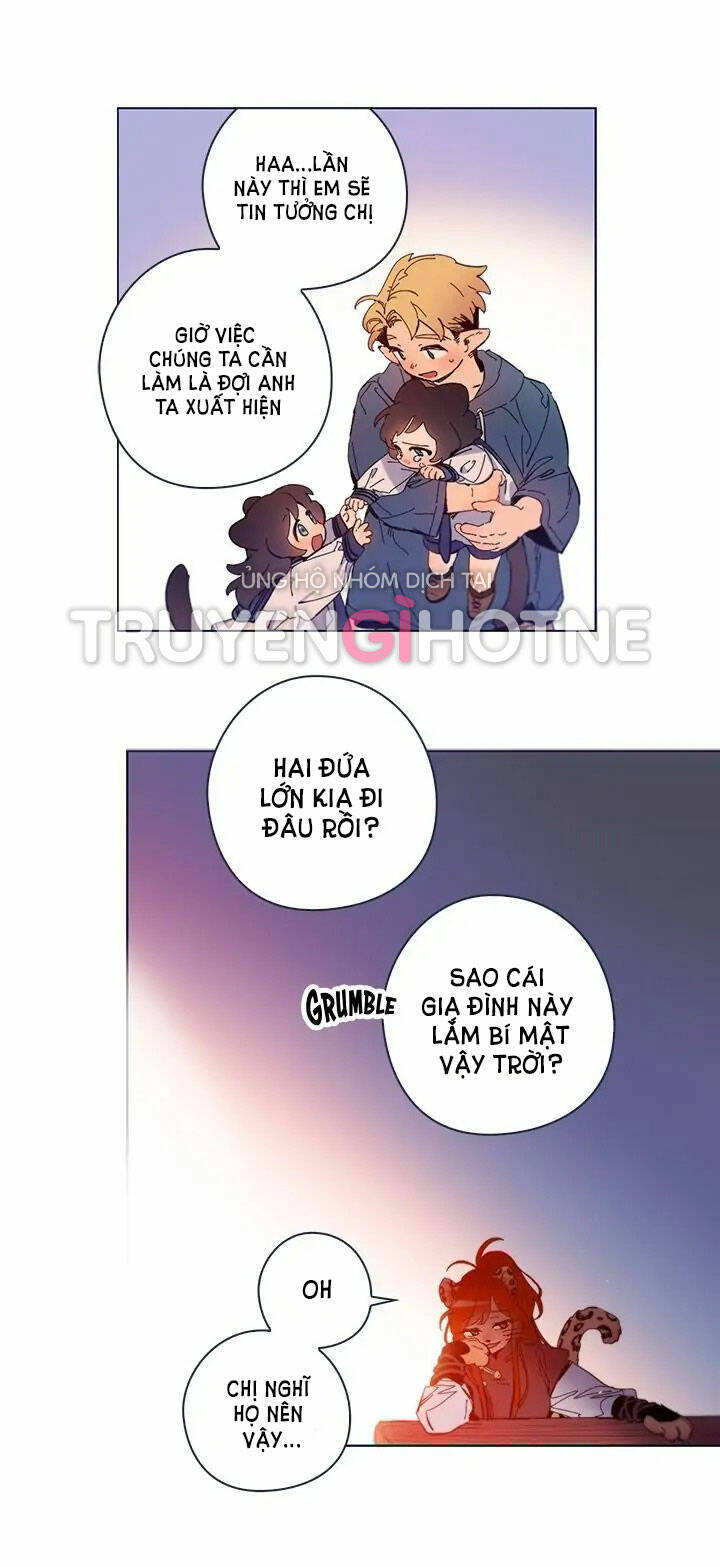 HAA...LẦN
NÀY THÌ EM SẼ
TIN TƯỞNG CHỊ
GIỜ VIỆC
CHÚNG TA CẦN
LÀM LÀ ĐỢI ANH
TA XUẤT HIỆN
ỦNG HỘ NHÓM DỊCH TẠI
TRUYENGÌHOTNE
HAI ĐỨA
LỚN KIA ĐI
ĐÂU RỒI?
SAO CÁI
GIA ĐÌNH NÀY
LẮM BÍ MẬT
VẬY TRỜI?
GRUMBLE
OH
CHỊ NGHĨ
HỌ NÊN
VẬY...